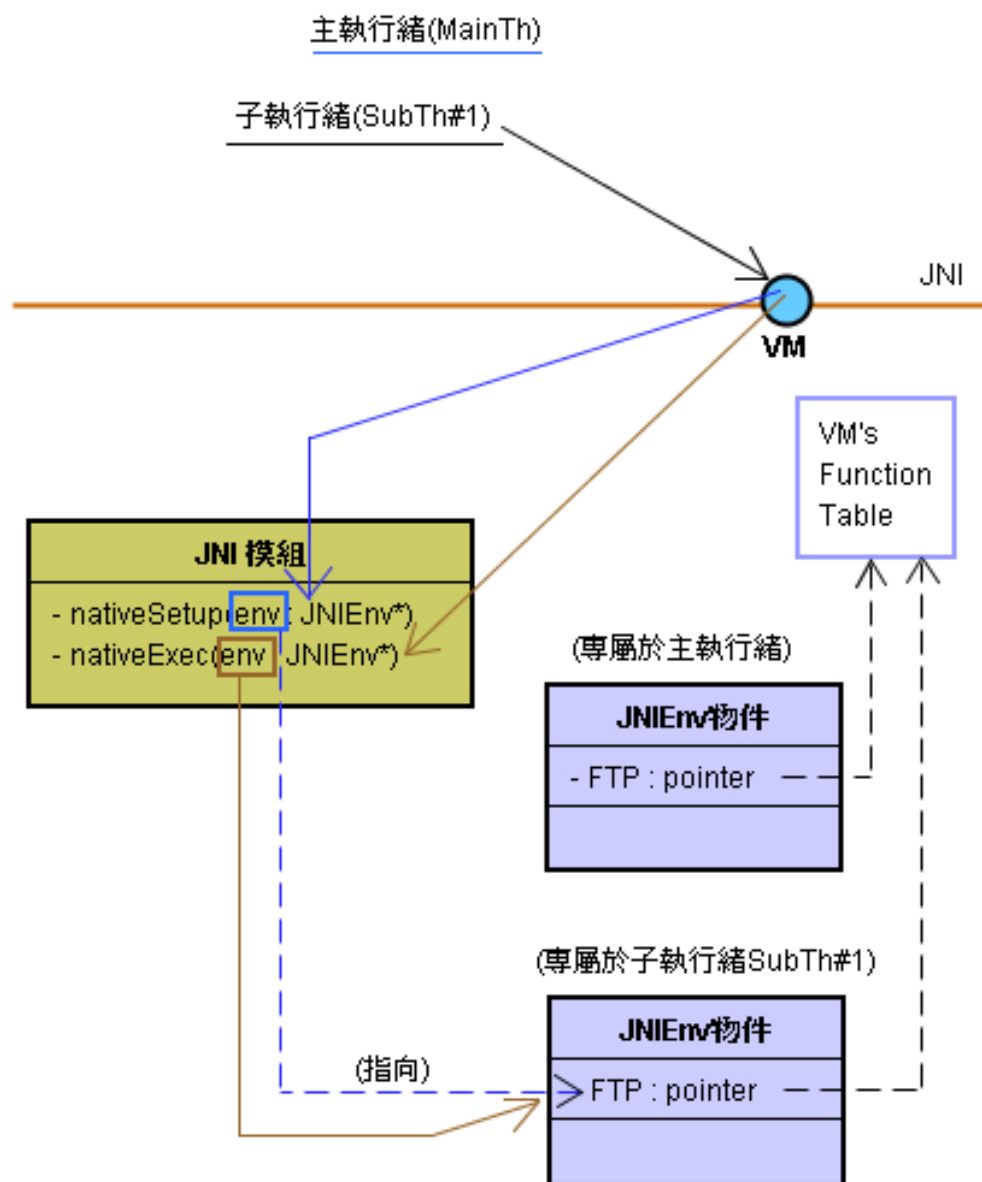 主執行緒(MainTh)
子執行緒(SubTh#1)
JNI
VM
VM's
Function
Table
JNI 模組
- nativeSetup(env: JNIEnv*)
- nativeExec(env JNIEnv*)
(專屬於主執行緒)
JNIEnv物件
- FTP : pointer
(專屬於子執行緒SubTh#1)
JNIEnv物件
FTP : pointer
(指向)